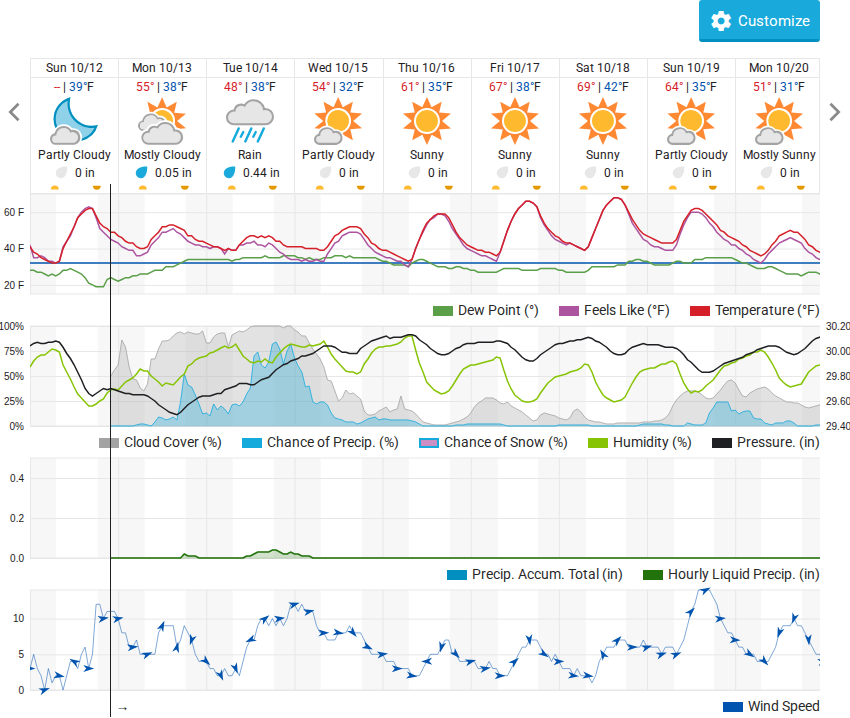 Customize
Sun 10/12 Mon 10/13 Tue 10/14 Wed 10/15 Thu 10/16 Fri 10/17 Sat 10/18 Sun 10/19 Mon 10/20
–|39°F 55°|38°F 48°|38°F 54°|32°F 61°|35°F 67°|38°F 69°|42°F 64°|35°F 51°|31°F
Partly Cloudy Mostly Cloudy Rain Partly Cloudy Sunny Sunny Sunny Partly Cloudy Mostly Sunny
0 in 0.05 in 0.44 in 0 in 0 in 0 in 0 in 0 in 0 in
60 F
40 F
20 F
Dew Point (°) Feels Like (°F) Temperature (°F)
100% 30.20
75% 30.00
50% 29.80
25% 29.60
0% 29.40
Cloud Cover (%) Chance of Precip. (%) Chance of Snow (%) Humidity (%) Pressure. (in)
0.4
0.2
0.0
Precip. Accum. Total (in) Hourly Liquid Precip. (in)
10
5
0
→ Wind Speed